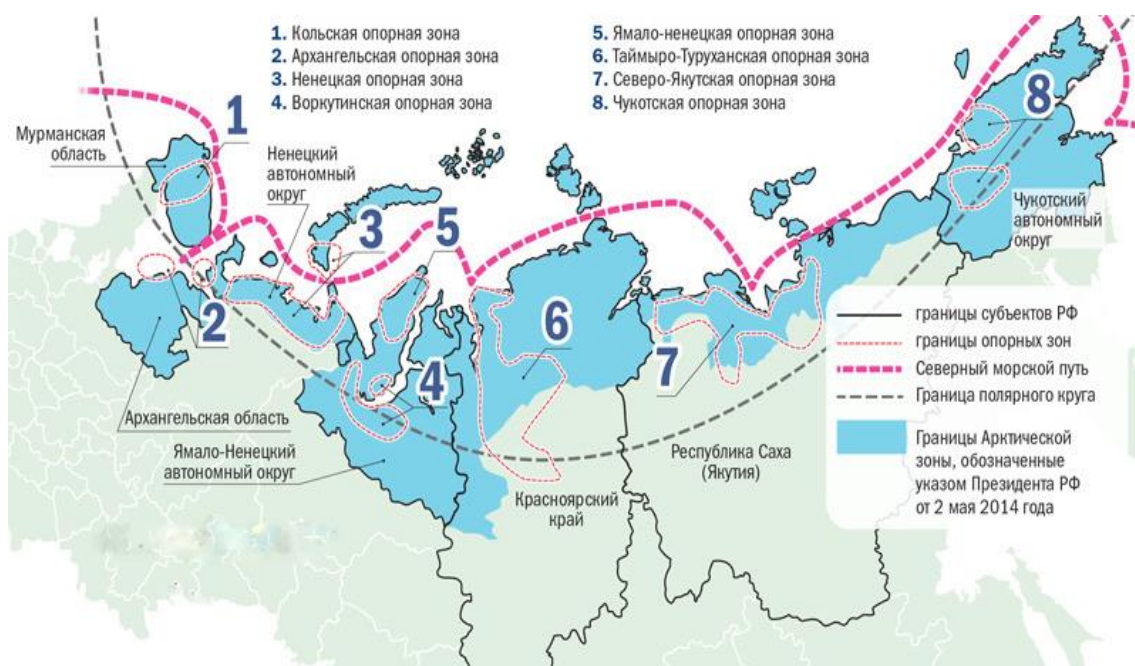 1. Кольская опорная зона
2. Архангельская опорная зона
3. Ненецкая опорная зона
4. Воркутинская опорная зона
5. Ямало-ненецкая опорная зона
6. Таймыро-Туруханская опорная зона
7. Северо-Якутская опорная зона
8. Чукотская опорная зона
1
8
Мурманская
область
Ненецкий
автономный
округ
3
5
Чукотский
автономный
округ
2
6
7
4
границы субъектов РФ
границы опорных зон
Северный морской путь
Граница полярного круга
Границы Арктической
зоны, обозначенные
указом Президента РФ
от 2 мая 2014 года
Архангельская область
Ямало-Ненецкий
автономный округ
Республика Саха
(Якутия)
Красноярский
край